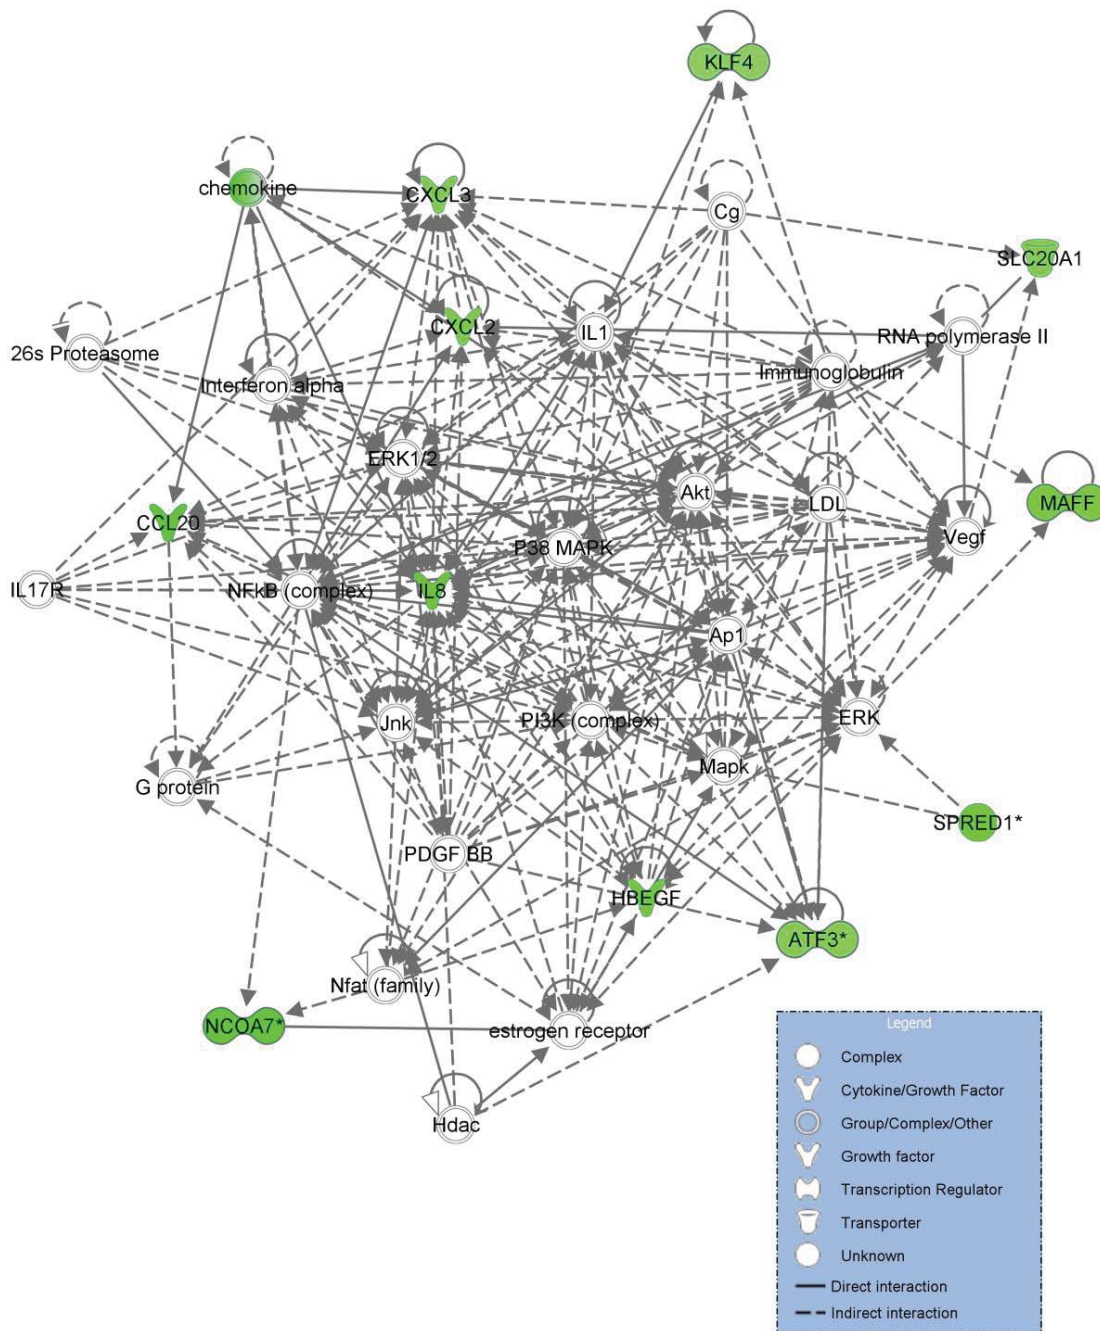 KLF4
chemokine
CXCL3
Cg
SLC20A1
CXCL2
IL1
RNA polymerase II
26s Proteasome
Interferon alpha
Immunoglobulin
ERK1/2
Akt
LDL
MAFF
CCL20
P38 MAPK
Vegf
IL17R
NFkB (complex)
IL8
Ap1
Jnk
PI3K (complex)
ERK
Mapk
G protein
SPRED1*
PDGF BB
HBEGF
ATF3*
Nfat (family)
NCOA7*
estrogen receptor
Hdac
Legend
Complex
Cytokine/Growth Factor
Group/Complex/Other
Growth factor
Transcription Regulator
Transporter
Unknown
Direct interaction
Indirect interaction